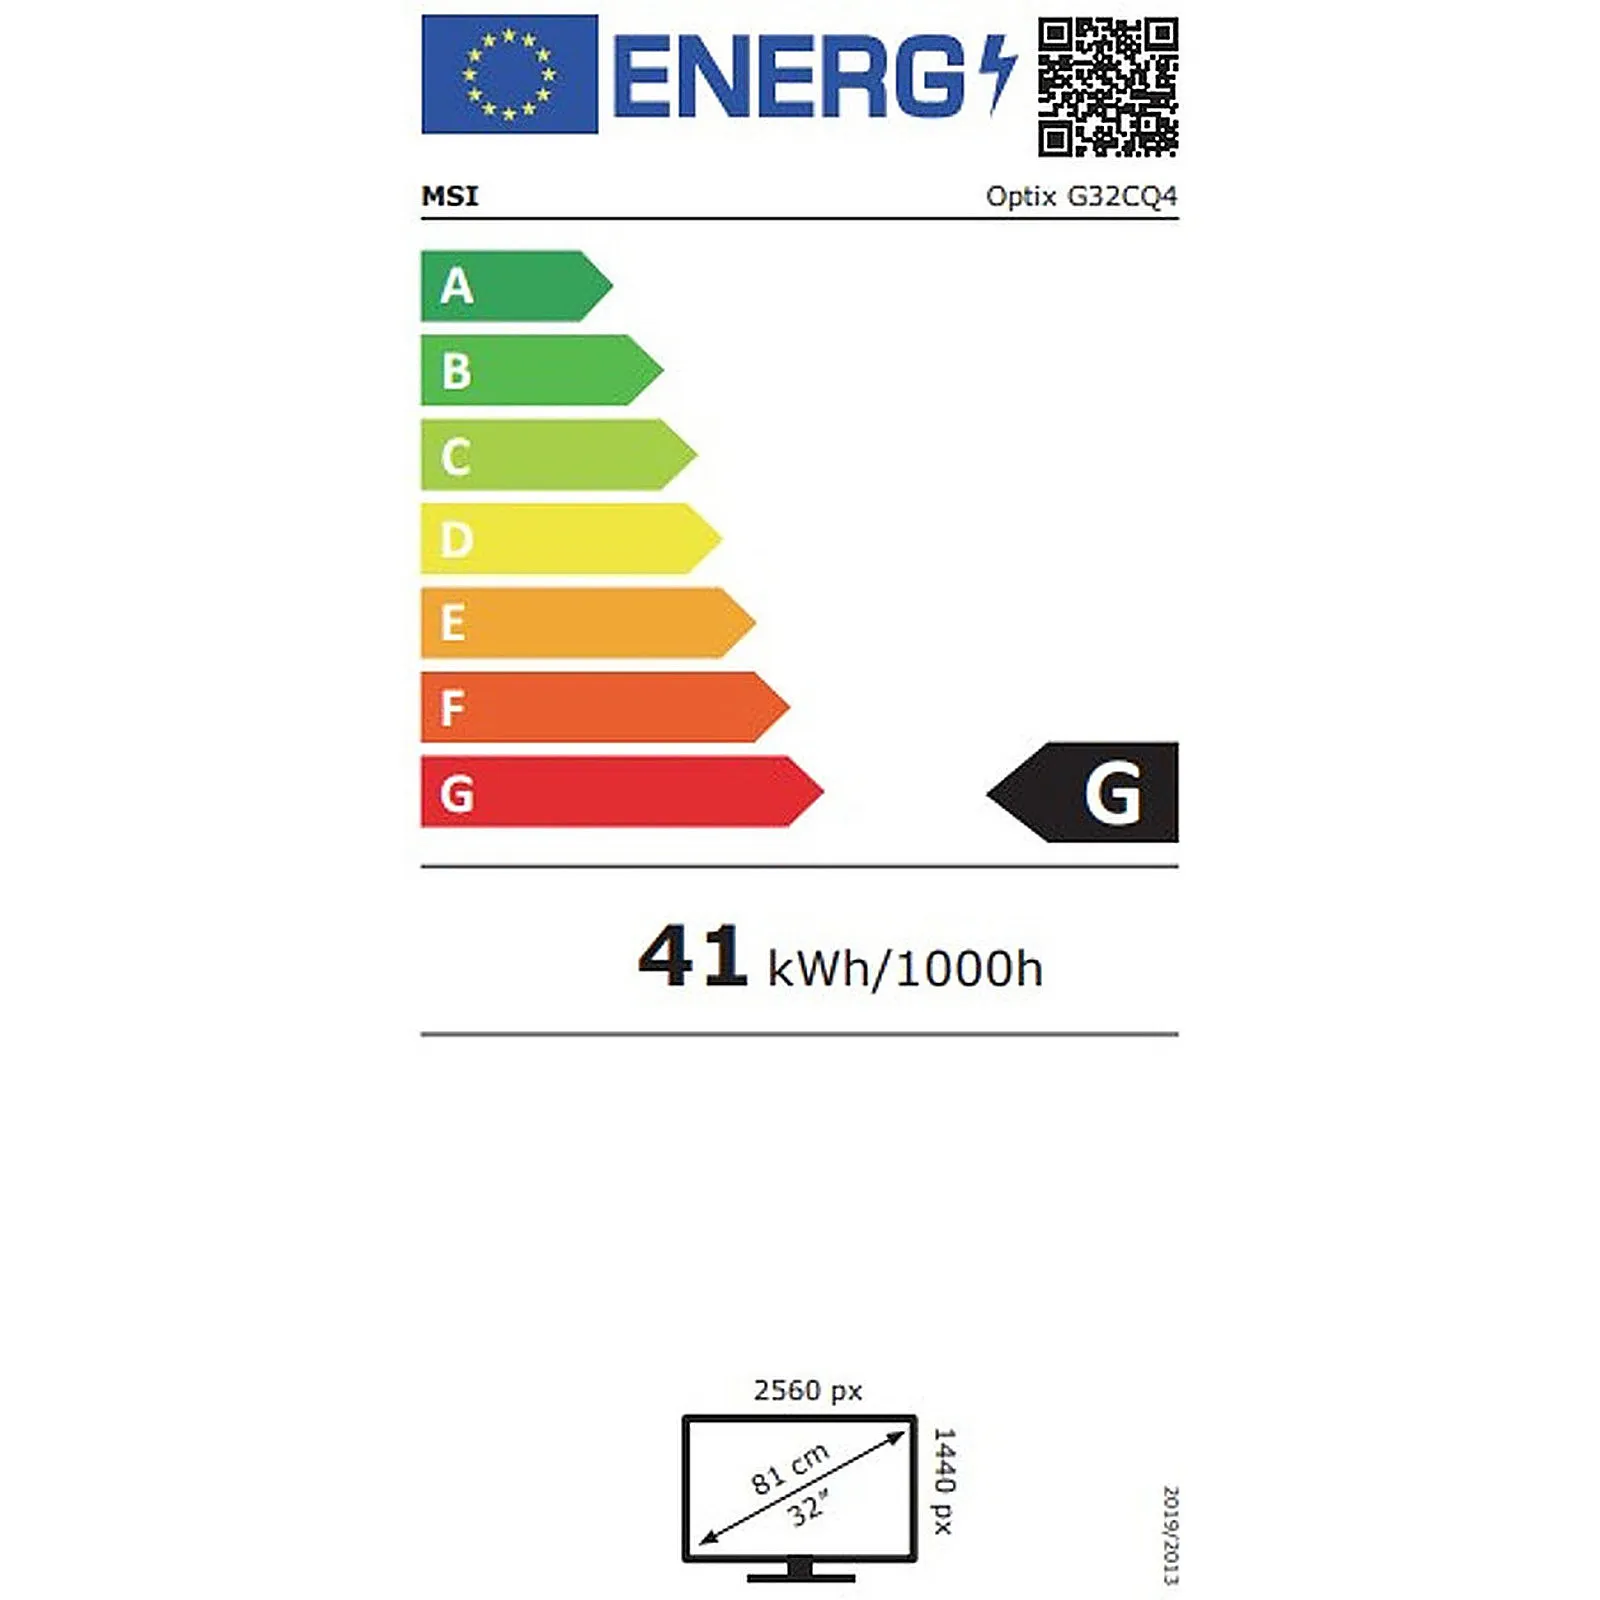 ENERG
MSI
Optix G32CQ4
A
B
C
D
E
F
G
G
41 kWh/1000h
2560 px
81 cm
32"
1440 px
2019/2013